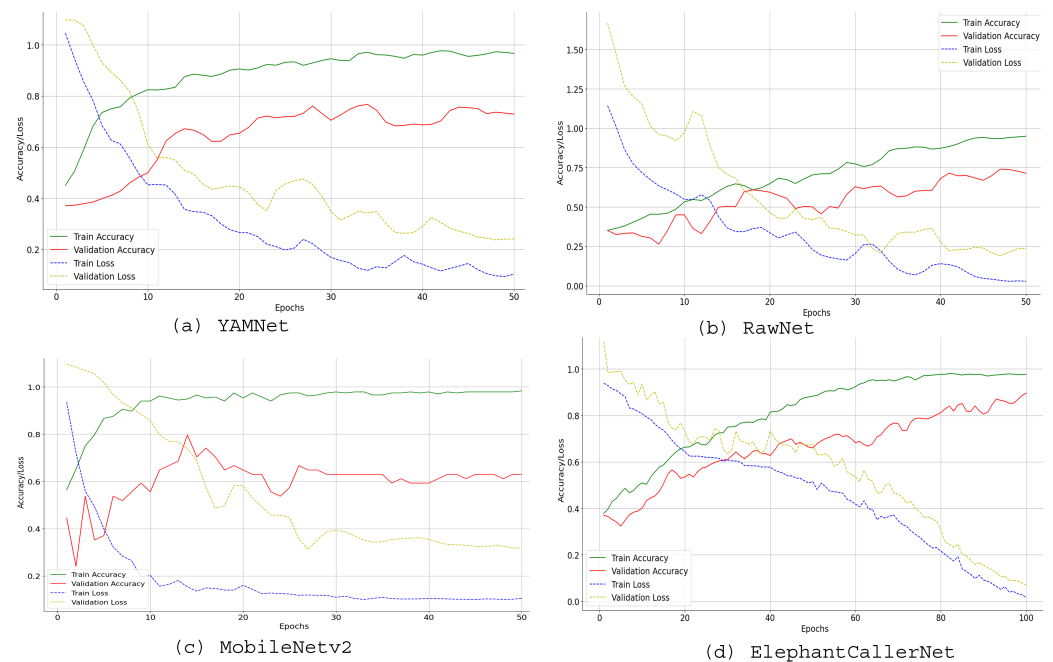 1.0
0.8
0.6
0.4
0.2
Accuracy/Loss
Train Accuracy
Validation Accuracy
Train Loss
Validation Loss
0 10 20 30 40 50
Epochs
(a) YAMNet
1.50
1.25
1.00
0.75
0.50
0.25
0.00
Accuracy/Loss
Train Accuracy
Validation Accuracy
Train Loss
Validation Loss
0 10 20 30 40 50
Epochs
(b) RawNet
1.0
0.8
0.6
0.4
0.2
Accuracy/Loss
Train Accuracy
Validation Accuracy
Train Loss
Validation Loss
0 10 20 30 40 50
Epochs
(c) MobileNetv2
1.0
0.8
0.6
0.4
0.2
0.0
Accuracy/Loss
Train Accuracy
Validation Accuracy
Train Loss
Validation Loss
0 20 40 60 80 100
Epochs
(d) ElephantCallerNet